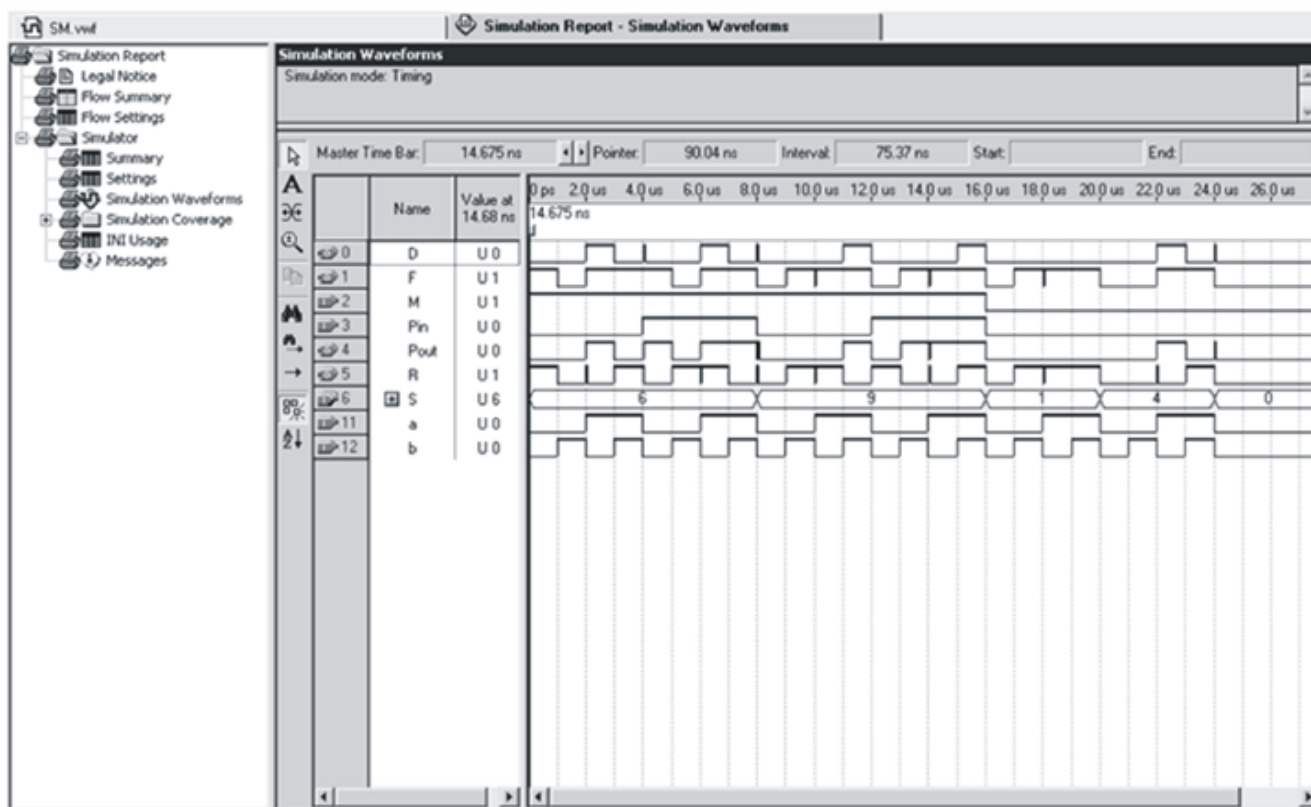 SM.vwf
Simulation Report - Simulation Waveforms
Simulation Report
Legal Notice
Flow Summary
Flow Settings
Simulator
Summary
Settings
Simulation Waveforms
Simulation Coverage
INI Usage
Messages
Simulation Waveforms
Simulation mode: Timing
Master Time Bar: 14.675 ns Pointer: 90.04 ns Interval: 75.37 ns Start: End:
A
Name Value at 14.68 ns
0 ps 2.0 us 4.0 us 6.0 us 8.0 us 10.0 us 12.0 us 14.0 us 16.0 us 18.0 us 20.0 us 22.0 us 24.0 us 26.0 us
14.675 ns
0 D U 0
1 F U 1
2 M U 1
3 Pin U 0
4 Pout U 0
5 R U 1
6 S U 6 6 9 1 4 0
11 a U 0
12 b U 0